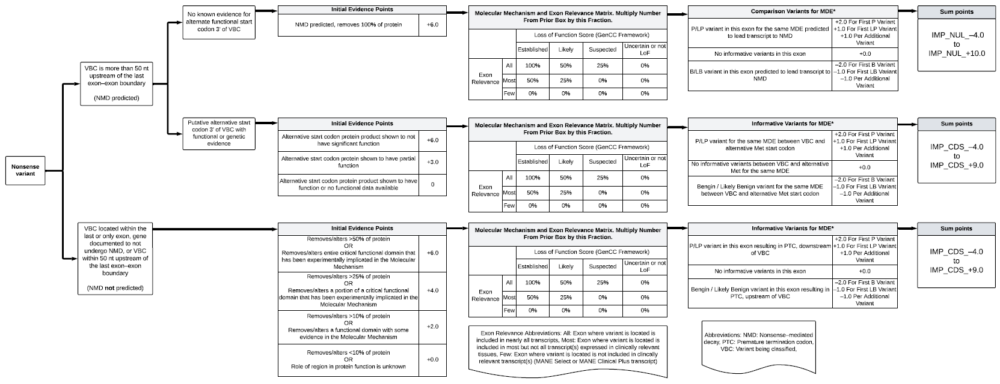 Nonsense
variant
VBC is more than 50 nt
upstream of the last
exon–exon boundary
(NMD predicted)
No known evidence for
alternate functional start
codon 3' of VBC
Initial Evidence Points
NMD predicted, removes 100% of protein
+6.0
Molecular Mechanism and Exon Relevance Matrix. Multiply Number
From Prior Box by this Fraction.
Loss of Function Score (GenCC Framework)
Established
Likely
Suspected
Uncertain or not
LoF
Exon
Relevance
All
100%
50%
25%
0%
Most
50%
25%
0%
0%
Few
0%
0%
0%
0%
Comparison Variants for MDE*
P/LP variant in this exon for the same MDE predicted
to lead transcript to NMD
+2.0 For First P Variant
+1.0 For First LP Variant
+1.0 Per Additional
Variant
No informative variants in this exon
+0.0
B/LB variant in this exon predicted to lead transcript to
NMD
–2.0 For First B Variant
–1.0 For First LB Variant
–1.0 Per Additional
Variant
Sum points
IMP_NUL_–4.0
to
IMP_NUL_+10.0
Putative alternative start
codon 3' of VBC with
functional or genetic
evidence
Initial Evidence Points
Alternative start codon protein product shown to not
have significant function
+6.0
Alternative start codon protein shown to have partial
function
+3.0
Alternative start codon protein product shown to have
function or no functional data available
0
Molecular Mechanism and Exon Relevance Matrix. Multiply Number
From Prior Box by this Fraction.
Loss of Function Score (GenCC Framework)
Established
Likely
Suspected
Uncertain or not
LoF
Exon
Relevance
All
100%
50%
25%
0%
Most
50%
25%
0%
0%
Few
0%
0%
0%
0%
Informative Variants for MDE*
P/LP variant for the same MDE between VBC and
alternative Met start codon
+2.0 For First P Variant
+1.0 For First LP Variant
+1.0 Per Additional
Variant
No informative variants between VBC and alternative
Met for the same MDE
+0.0
Bengin / Likely Benign variant for the same MDE
between VBC and alternative Met start codon
–2.0 For First B Variant
–1.0 For First LB Variant
–1.0 Per Additional
Variant
Sum points
IMP_CDS_–4.0
to
IMP_CDS_+9.0
VBC located within the
last or only exon, gene
documented to not
undergo NMD, or VBC
within 50 nt upstream of
the last exon–exon
boundary
(NMD not predicted)
Initial Evidence Points
Removes/alters >50% of protein
OR
Removes/alters entire critical functional domain that
has been experimentally implicated in the Molecular
Mechanism
+6.0
Removes/alters >25% of protein
OR
Removes/alters a portion of a critical functional
domain that has been experimentally implicated in the
Molecular Mechanism
+4.0
Removes/alters >10% of protein
OR
Removes/alters a functional domain with some
evidence in the Molecular Mechanism
+2.0
Removes/alters <10% of protein
OR
Role of region in protein function is unknown
+0.0
Molecular Mechanism and Exon Relevance Matrix. Multiply Number
From Prior Box by this Fraction.
Loss of Function Score (GenCC Framework)
Established
Likely
Suspected
Uncertain or not
LoF
Exon
Relevance
All
100%
50%
25%
0%
Most
50%
25%
0%
0%
Few
0%
0%
0%
0%
Informative Variants for MDE*
P/LP variant in this exon resulting in PTC, downstream
of VBC
+2.0 For First P Variant
+1.0 For First LP Variant
+1.0 Per Additional
Variant
No informative variants in this exon
+0.0
Bengin / Likely Benign variant in this exon resulting in
PTC, upstream of VBC
–2.0 For First B Variant
–1.0 For First LB Variant
–1.0 Per Additional
Variant
Sum points
IMP_CDS_–4.0
to
IMP_CDS_+9.0
Exon Relevance Abbreviations: All: Exon where variant is located is
included in nearly all transcripts, Most: Exon where variant is located is
included in most but not all transcript(s) expressed in clinically relevant
tissues, Few: Exon where variant is located is not included in clincally
relevant transcript(s) (MANE Select or MANE Clinical Plus transcript)
Abbreviations: NMD: Nonsense–mediated
decay, PTC: Premature termination codon,
VBC: Variant being classified,